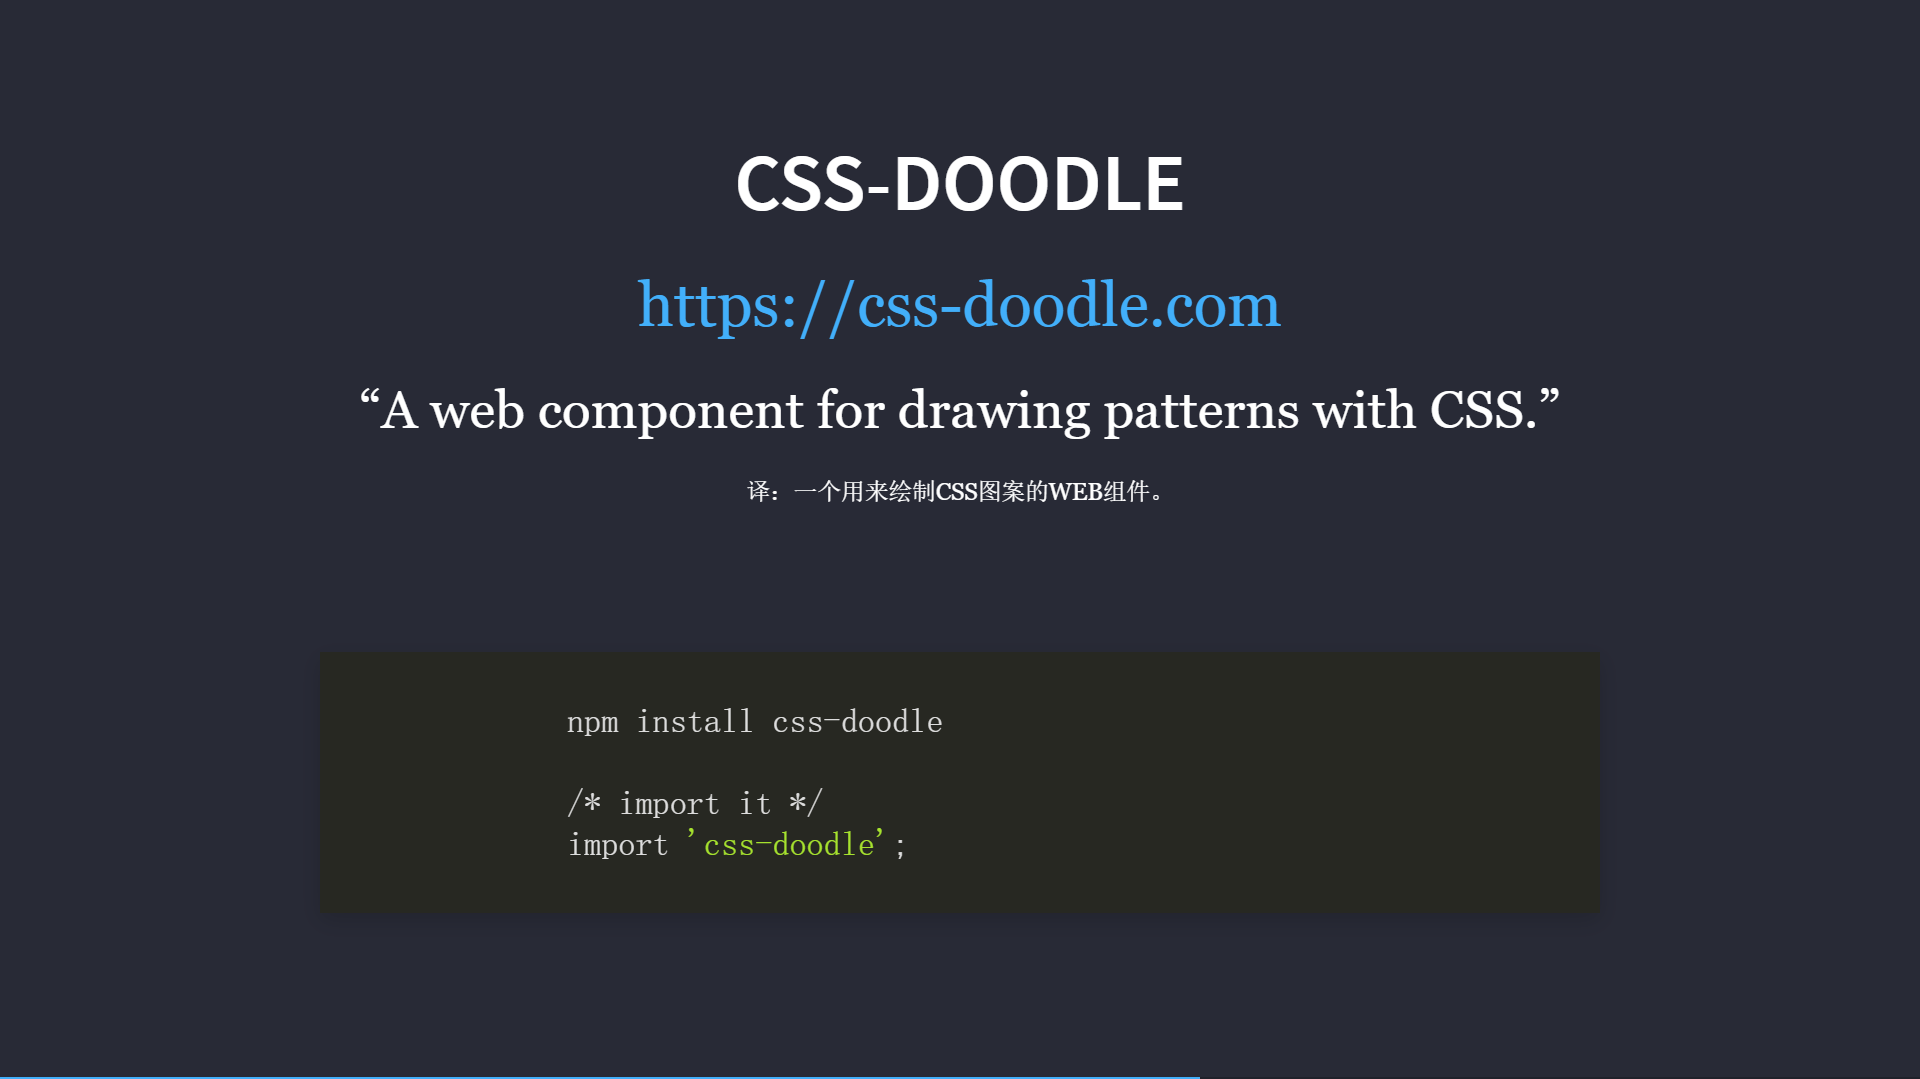 CSS-DOODLE
https://css-doodle.com
“A web component for drawing patterns with CSS.”
译：一个用来绘制CSS图案的WEB组件。
npm install css-doodle
/* import it */
import 'css-doodle';